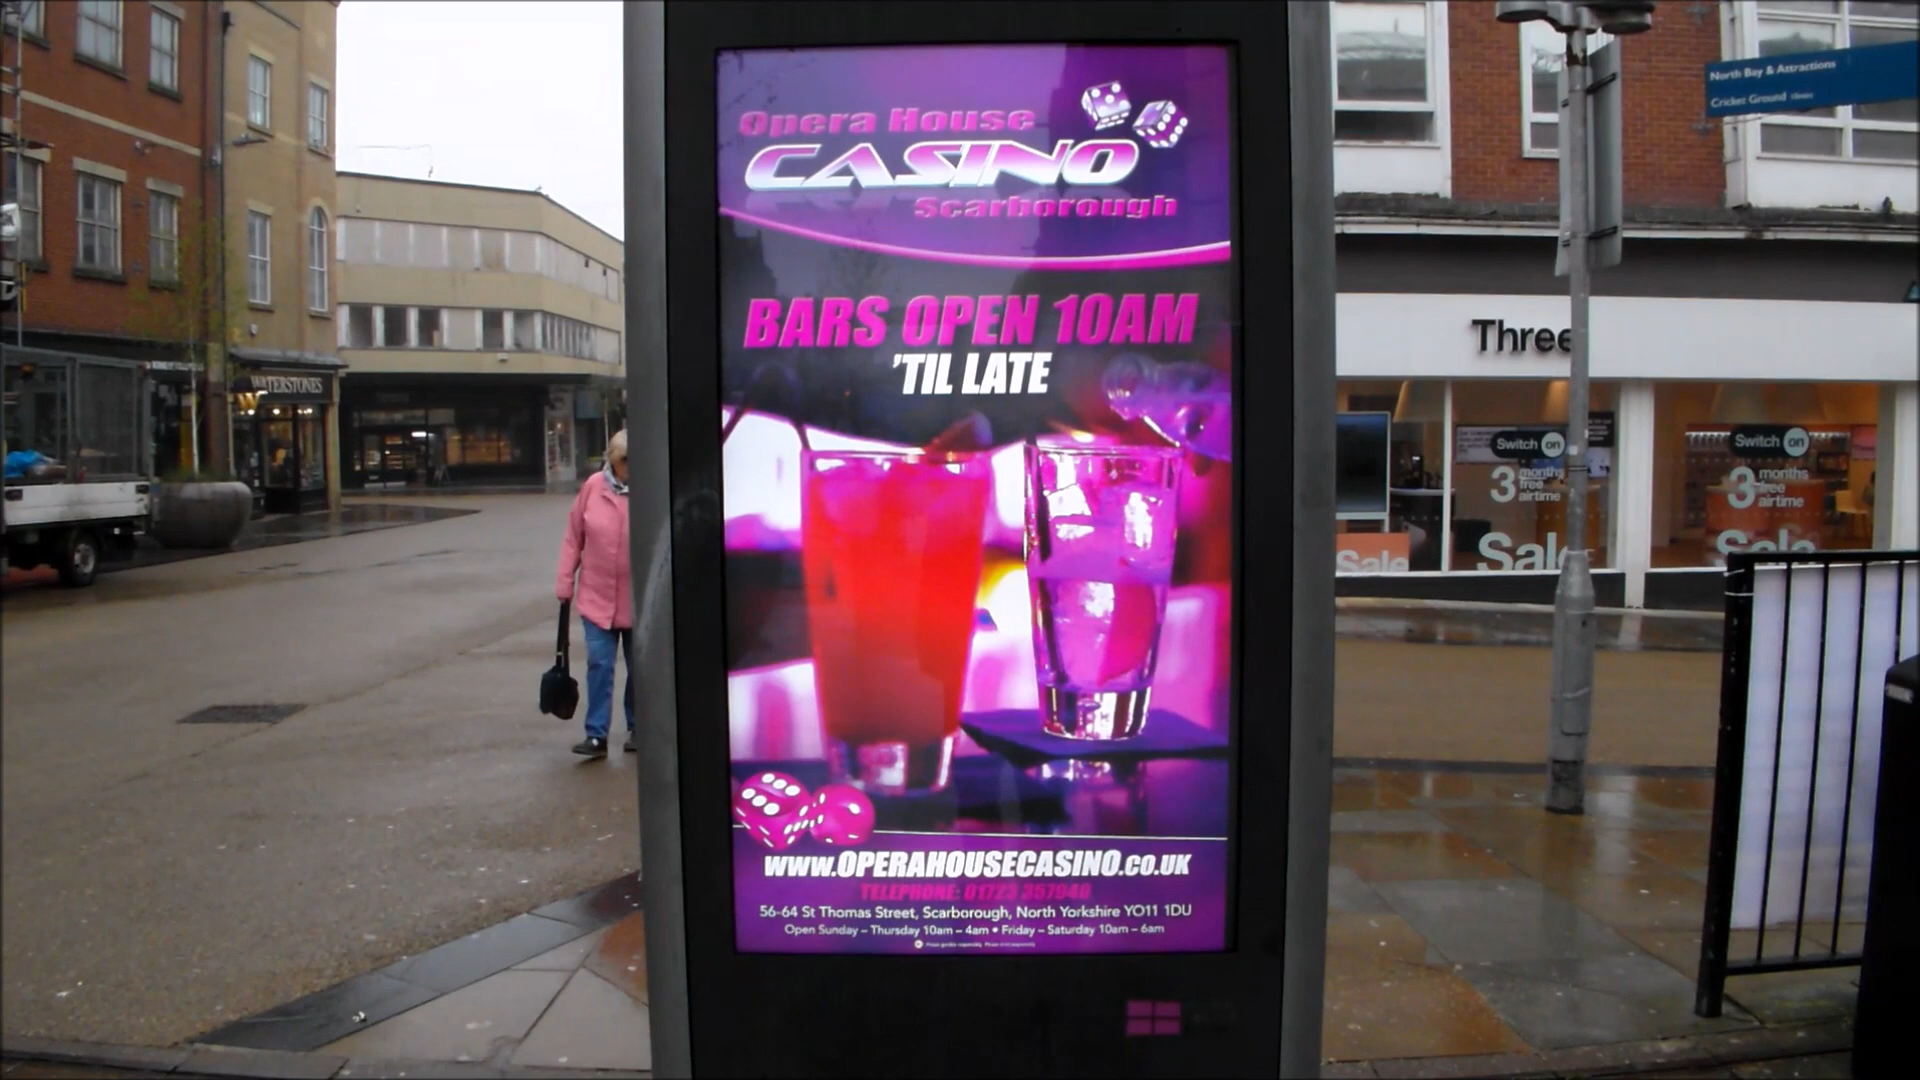 Opera House
CASINO
Scarborough
BARS OPEN 10AM
'TIL LATE
WWW.OPERAHOUSECASINO.CO.UK
TELEPHONE: 01723 357940
56-64 St Thomas Street, Scarborough, North Yorkshire YO11 1DU
Open Sunday – Thursday 10am – 4am • Friday – Saturday 10am – 6am
WATERSTONES
North Bay & Attractions
Cricket Ground
Three
Switch on
3 months free airtime
Sale
Switch on
3 months free airtime
Sale
Sale